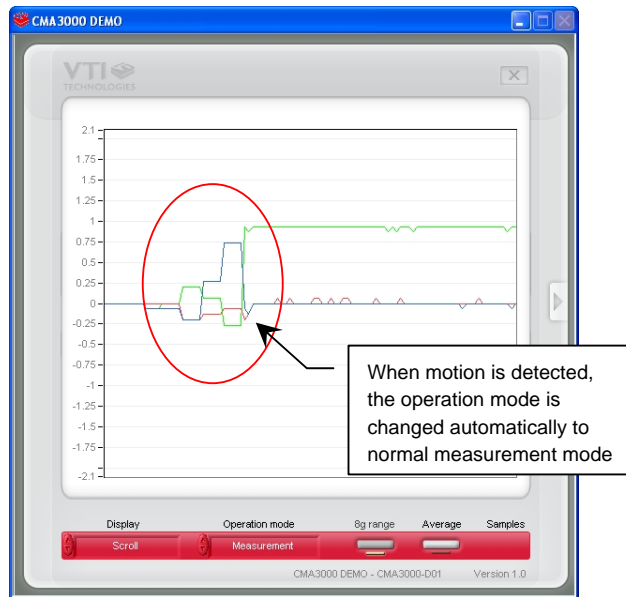 CMA3000 DEMO
VTI
TECHNOLOGIES
2.1
1.75
1.5
1.25
1
0.75
0.5
0.25
0
-0.25
-0.5
-0.75
-1
-1.25
-1.5
-1.75
-2.1
When motion is detected,
the operation mode is
changed automatically to
normal measurement mode
Display Operation mode 8g range Average Samples
Scroll Measurement
CMA3000 DEMO - CMA3000-D01 Version 1.0